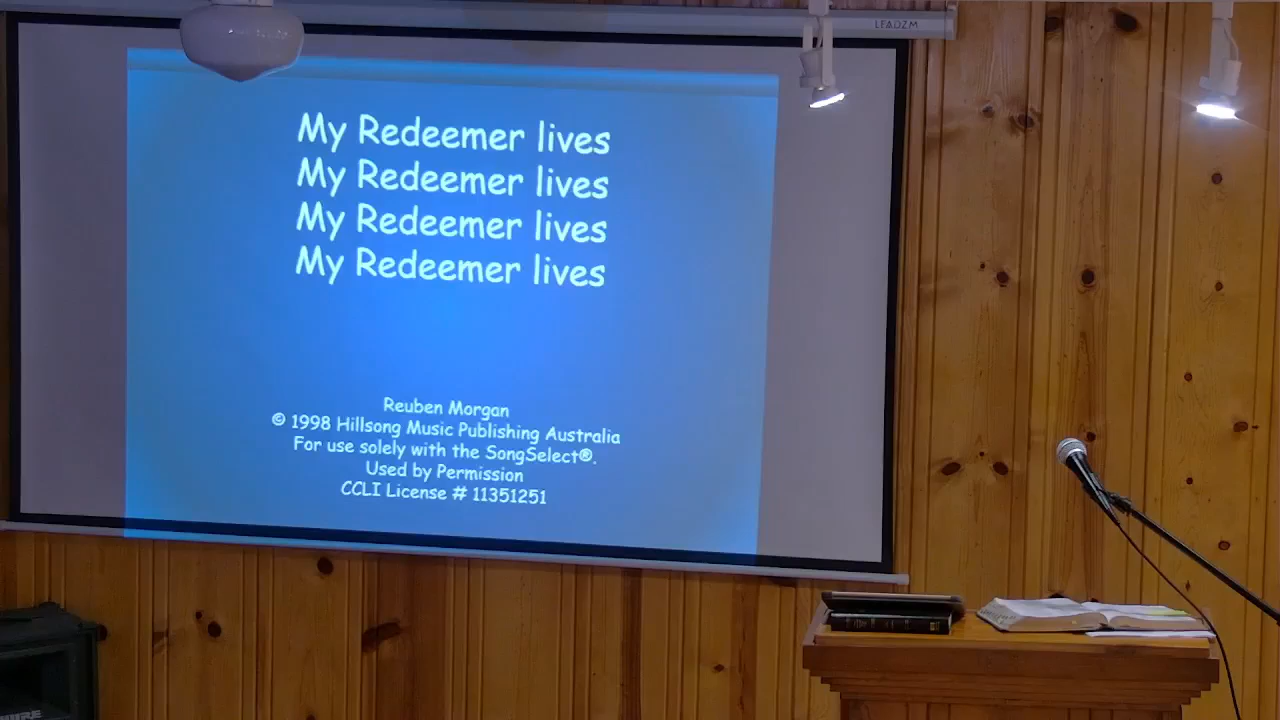 LEADZM
My Redeemer lives
My Redeemer lives
My Redeemer lives
My Redeemer lives
Reuben Morgan
© 1998 Hillsong Music Publishing Australia
For use solely with the SongSelect®.
Used by Permission
CCLI License # 11351251